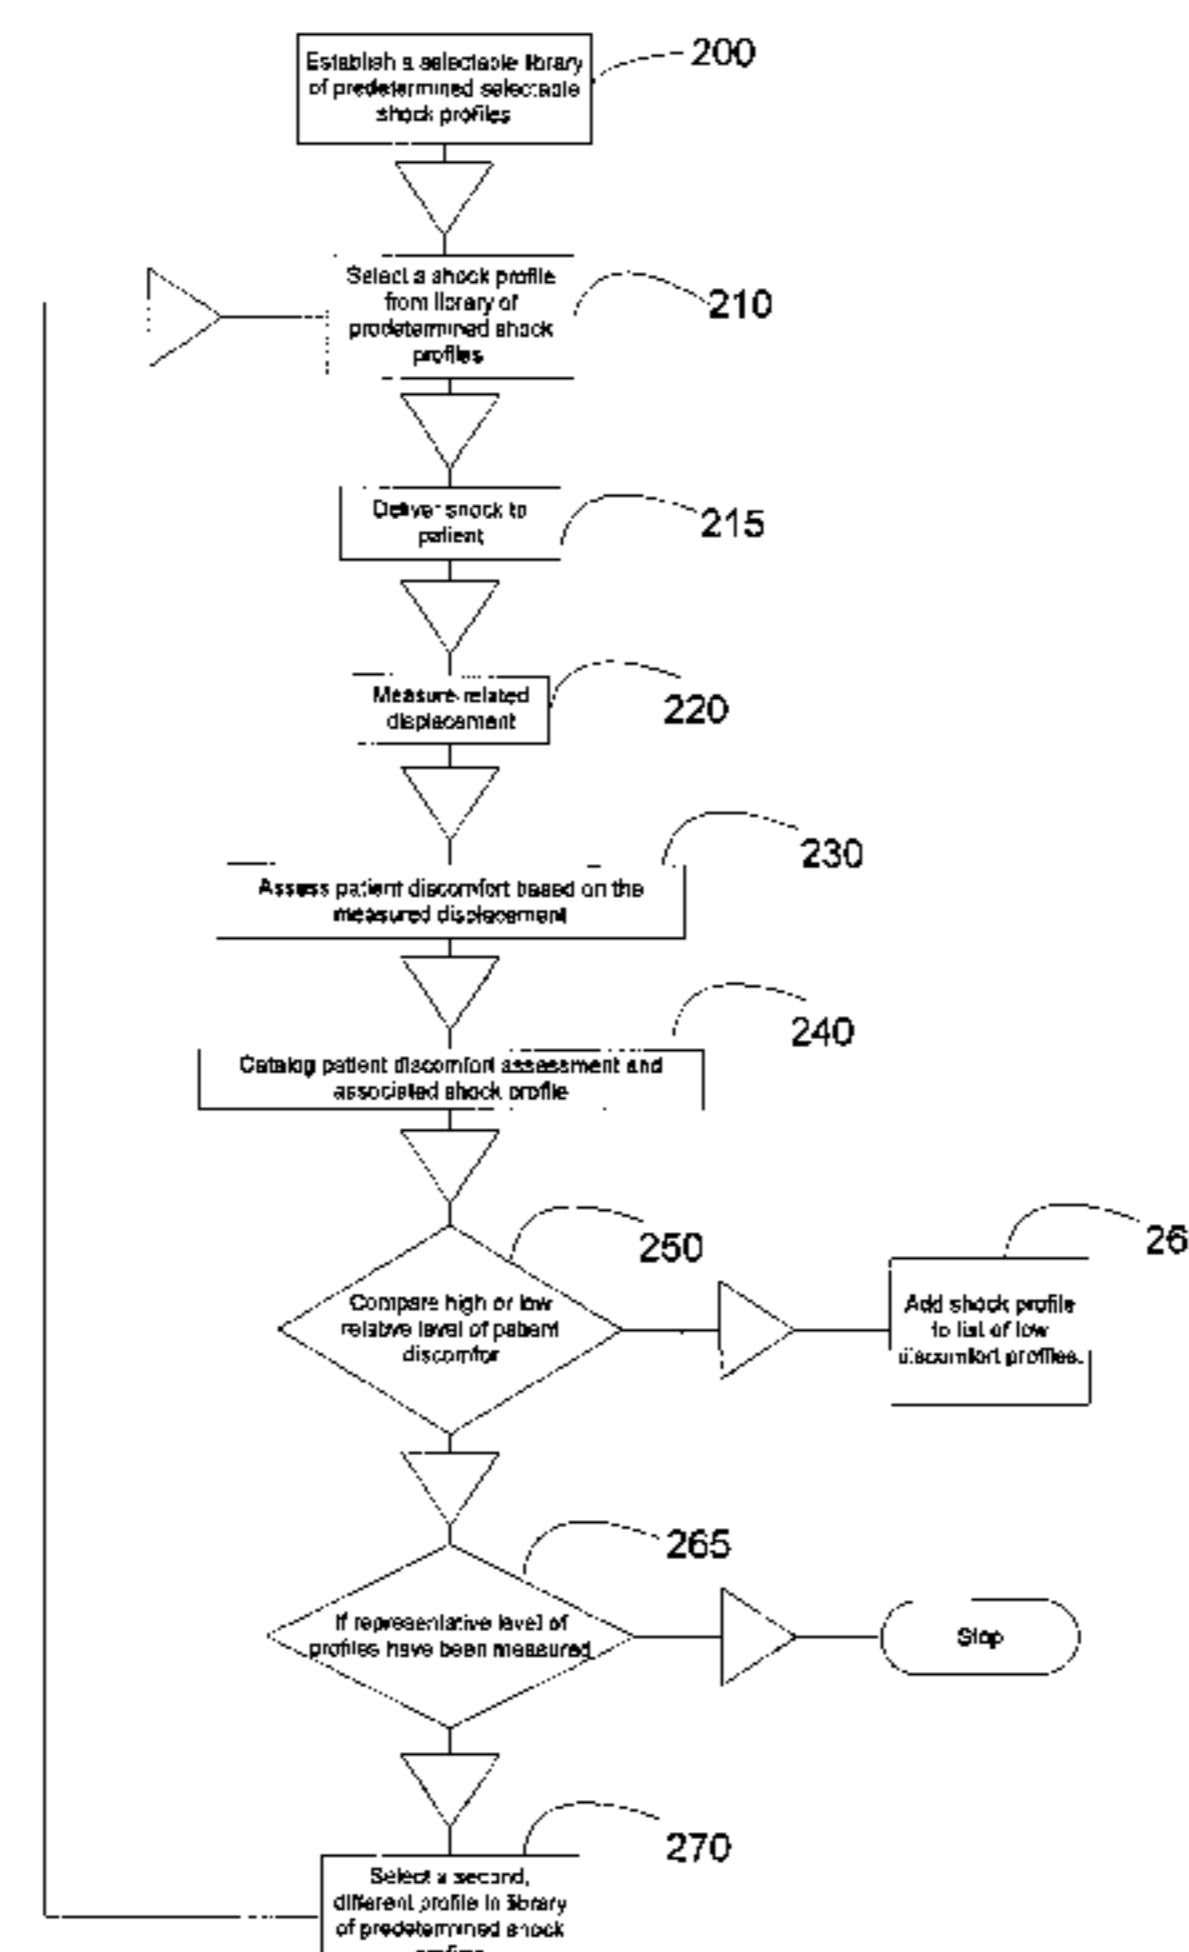 Establish a selectable library
of predetermined selectable
shock profiles
200
Select a shock profile
from library of
predetermined shock
profiles
210
Deliver shock to
patient
215
Measure related
displacement
220
230
Assess patient discomfort based on the
measured displacement
240
Catalog patient discomfort assessment and
associated shock profile
250
26
Compare high or low
relative level of patient
discomfor
Add shock profile
to list of low
discomfort profiles.
265
If representative level of
profiles have been measured
Stop
270
Select a second,
different profile in library
of predetermined shock